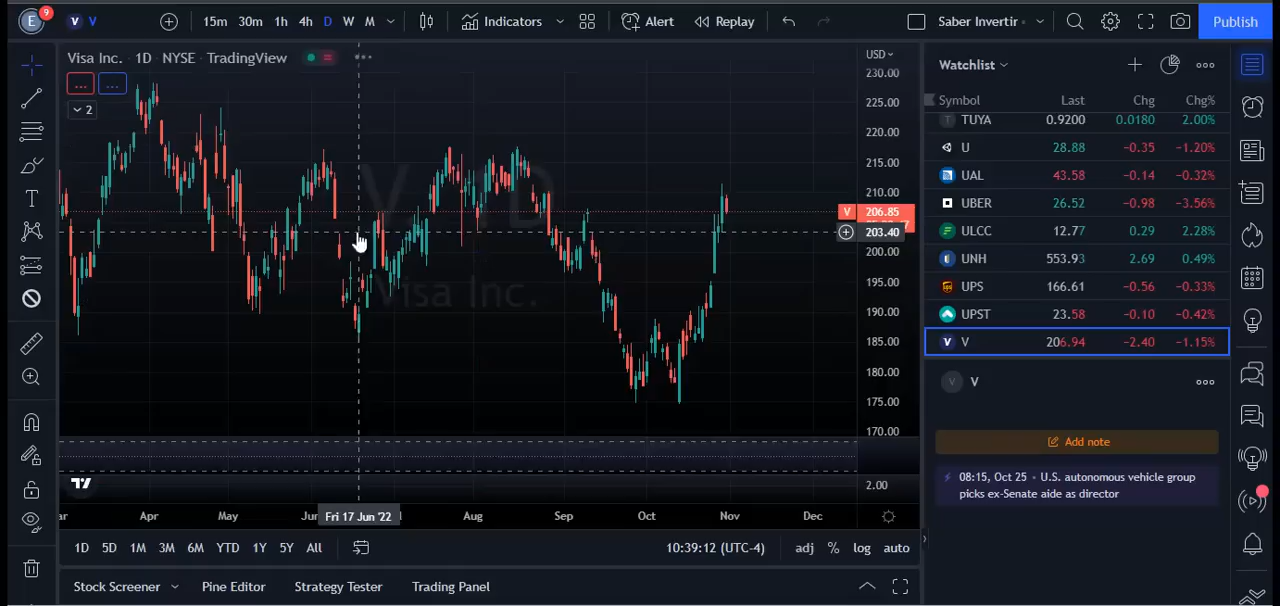 E 9 V V 15m 30m 1h 4h D W M Indicators Alert Replay Saber Invertir Publish
Visa Inc. · 1D · NYSE · TradingView
... ...
2
V, 1D
Visa Inc.
USD
230.00
225.00
220.00
215.00
210.00
V 206.85
203.40
200.00
195.00
190.00
185.00
180.00
175.00
170.00
2.00
Apr May Jun Fri 17 Jun '22 Aug Sep Oct Nov Dec
1D 5D 1M 3M 6M YTD 1Y 5Y All 10:39:12 (UTC-4) adj % log auto
Stock Screener Pine Editor Strategy Tester Trading Panel
Watchlist
Symbol Last Chg Chg%
T TUYA 0.9200 0.0180 2.00%
U 28.88 −0.35 −1.20%
UAL 43.58 −0.14 −0.32%
UBER 26.52 −0.98 −3.56%
ULCC 12.77 0.29 2.28%
UNH 553.93 2.69 0.49%
UPS 166.61 −0.56 −0.33%
UPST 23.58 −0.10 −0.42%
V V 206.94 −2.40 −1.15%
V V
Add note
08:15, Oct 25 · U.S. autonomous vehicle group
picks ex-Senate aide as director